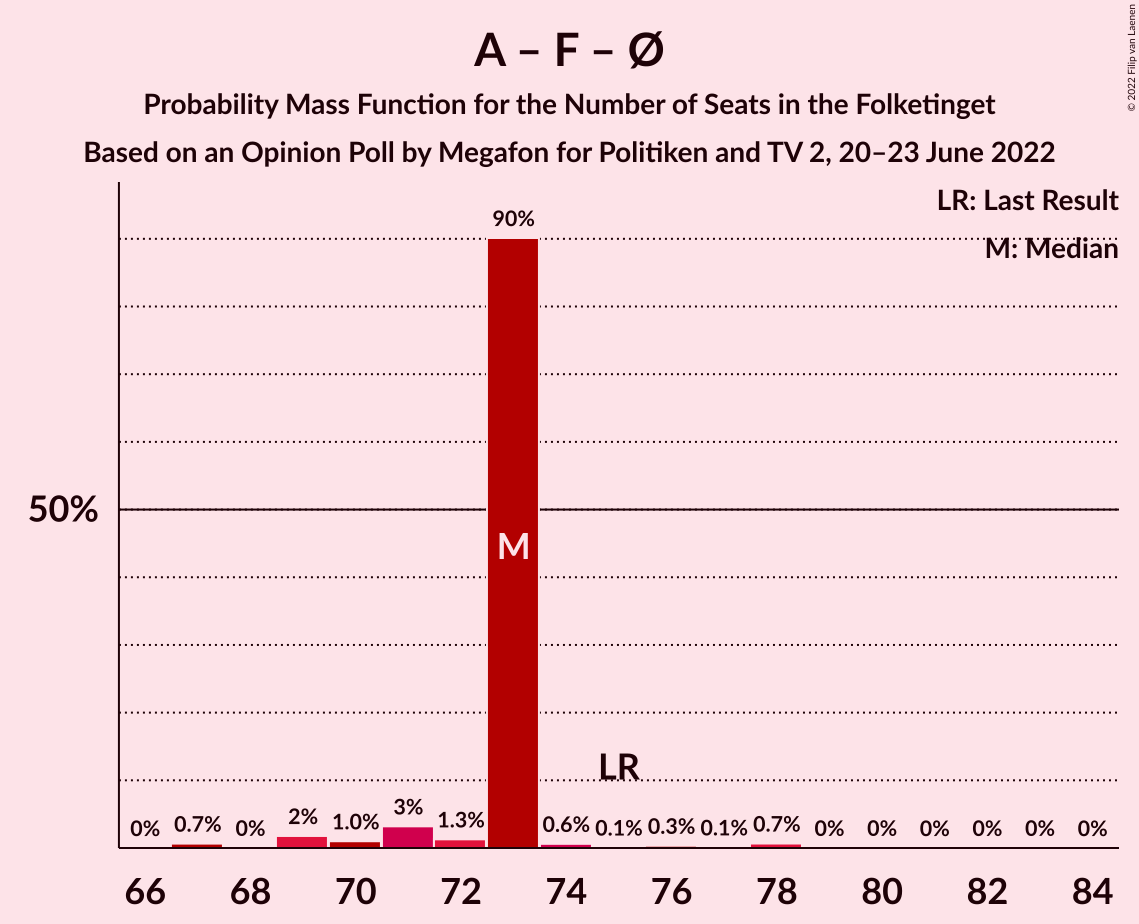 A – F – Ø
Probability Mass Function for the Number of Seats in the Folketinget
Based on an Opinion Poll by Megafon for Politiken and TV 2, 20–23 June 2022
© 2022 Filip van Laenen
LR: Last Result
M: Median
90%
50%
M
LR
0% 0.7% 0% 2% 1.0% 3% 1.3% 0.6% 0.1% 0.3% 0.1% 0.7% 0% 0% 0% 0% 0% 0%
66 68 70 72 74 76 78 80 82 84